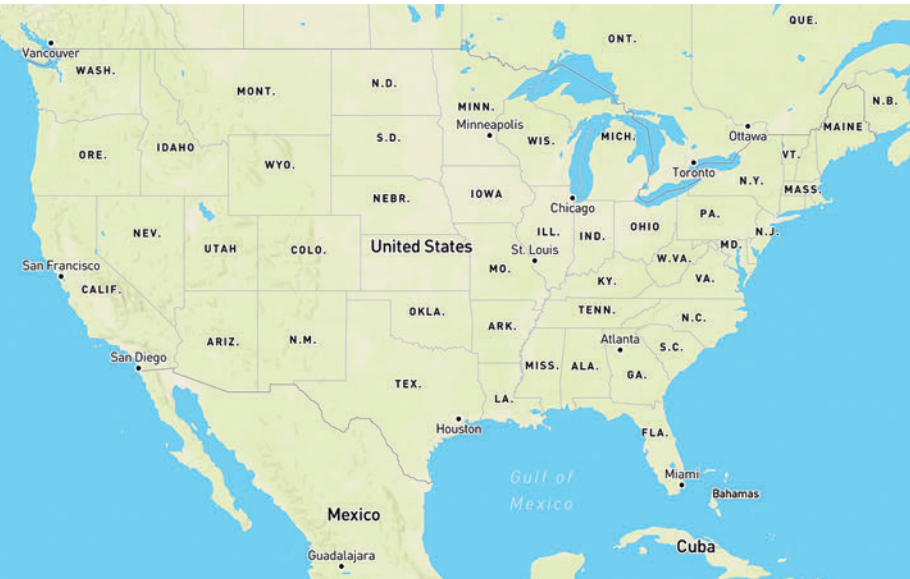 QUE.
ONT.
Vancouver
WASH.
MONT.
N.D.
MINN.
Minneapolis
N.B.
MAINE
ORE.
IDAHO
S.D.
WIS.
MICH.
Ottawa
VT.
WYO.
Toronto
N.Y.
MASS.
NEBR.
IOWA
Chicago
PA.
NEV.
UTAH
COLO.
United States
ILL.
IND.
OHIO
N.J.
MD.
St. Louis
W.VA.
San Francisco
CALIF.
MO.
KY.
VA.
OKLA.
ARK.
TENN.
N.C.
ARIZ.
N.M.
Atlanta
S.C.
San Diego
MISS.
ALA.
GA.
TEX.
LA.
Houston
FLA.
Gulf of
Mexico
Miami
Bahamas
Mexico
Cuba
Guadalajara